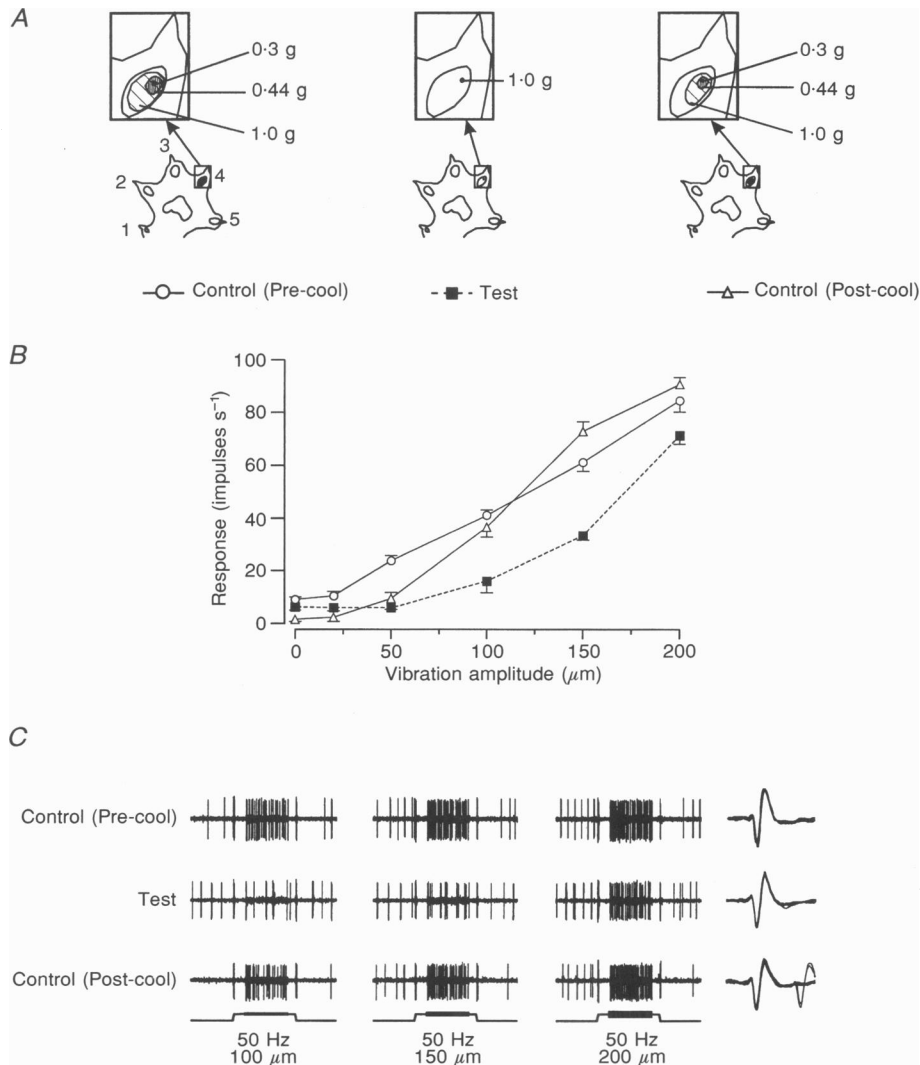 A
0·3 g
0·44 g
1·0 g
1·0 g
0·3 g
0·44 g
1·0 g
1
2
3
4
5
Control (Pre-cool)
Test
Control (Post-cool)
B
Response (impulses s⁻¹)
100
80
60
40
20
0
0 50 100 150 200
Vibration amplitude (μm)
C
Control (Pre-cool)
Test
Control (Post-cool)
50 Hz
100 μm
50 Hz
150 μm
50 Hz
200 μm